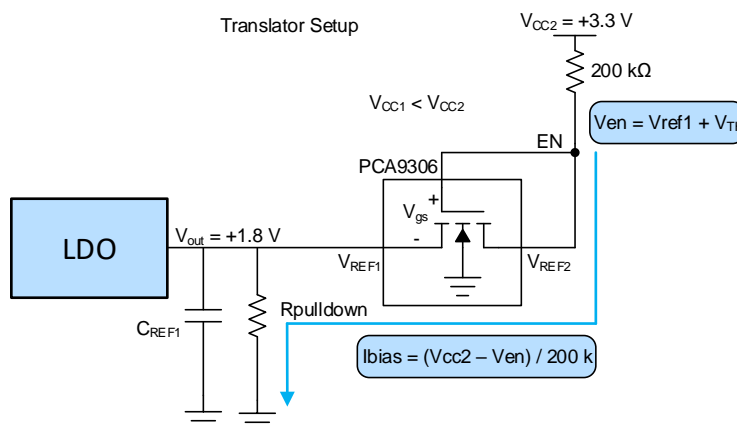 Translator Setup
VCC2 = +3.3 V
200 kΩ
VCC1 < VCC2
Ven = Vref1 + VTH
EN
PCA9306
+
Vgs
-
LDO
Vout = +1.8 V
VREF1
VREF2
Rpulldown
CREF1
Ibias = (Vcc2 – Ven) / 200 k